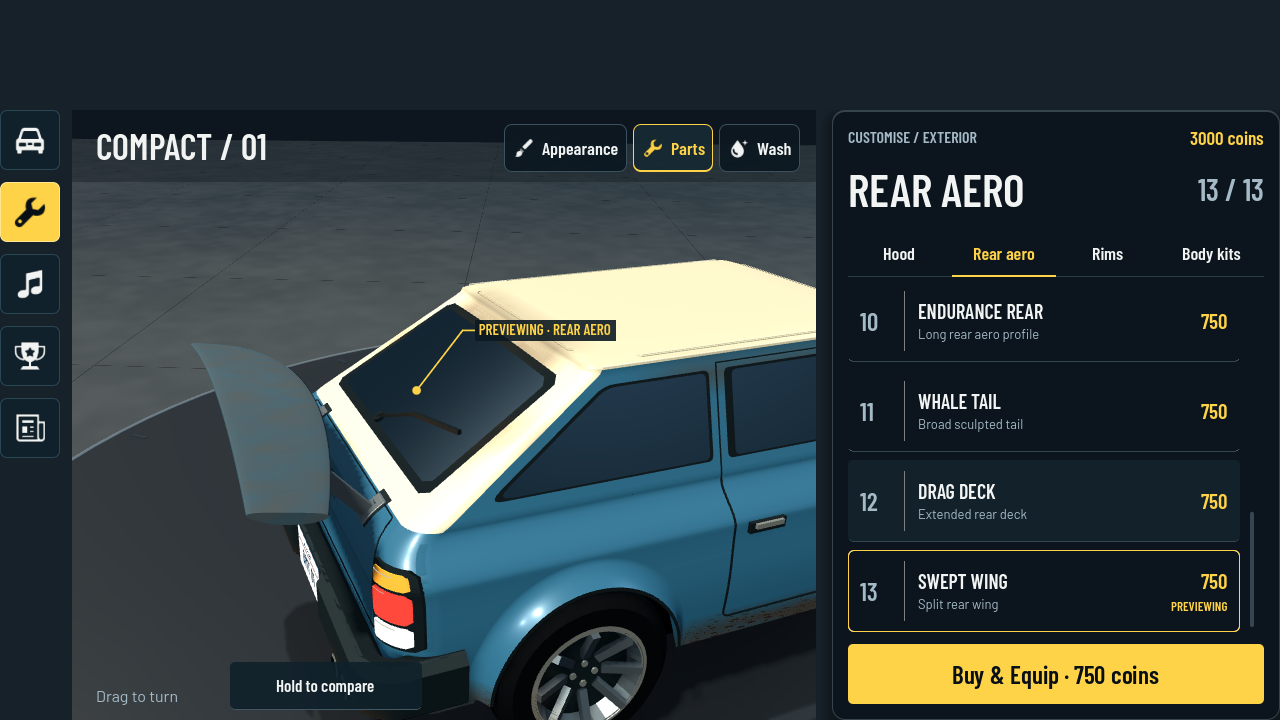 COMPACT / 01
Appearance
Parts
Wash
PREVIEWING · REAR AERO
Drag to turn
Hold to compare
CUSTOMISE / EXTERIOR
3000 coins
REAR AERO
13 / 13
Hood
Rear aero
Rims
Body kits
10
ENDURANCE REAR
Long rear aero profile
750
11
WHALE TAIL
Broad sculpted tail
750
12
DRAG DECK
Extended rear deck
750
13
SWEPT WING
Split rear wing
750
PREVIEWING
Buy & Equip · 750 coins